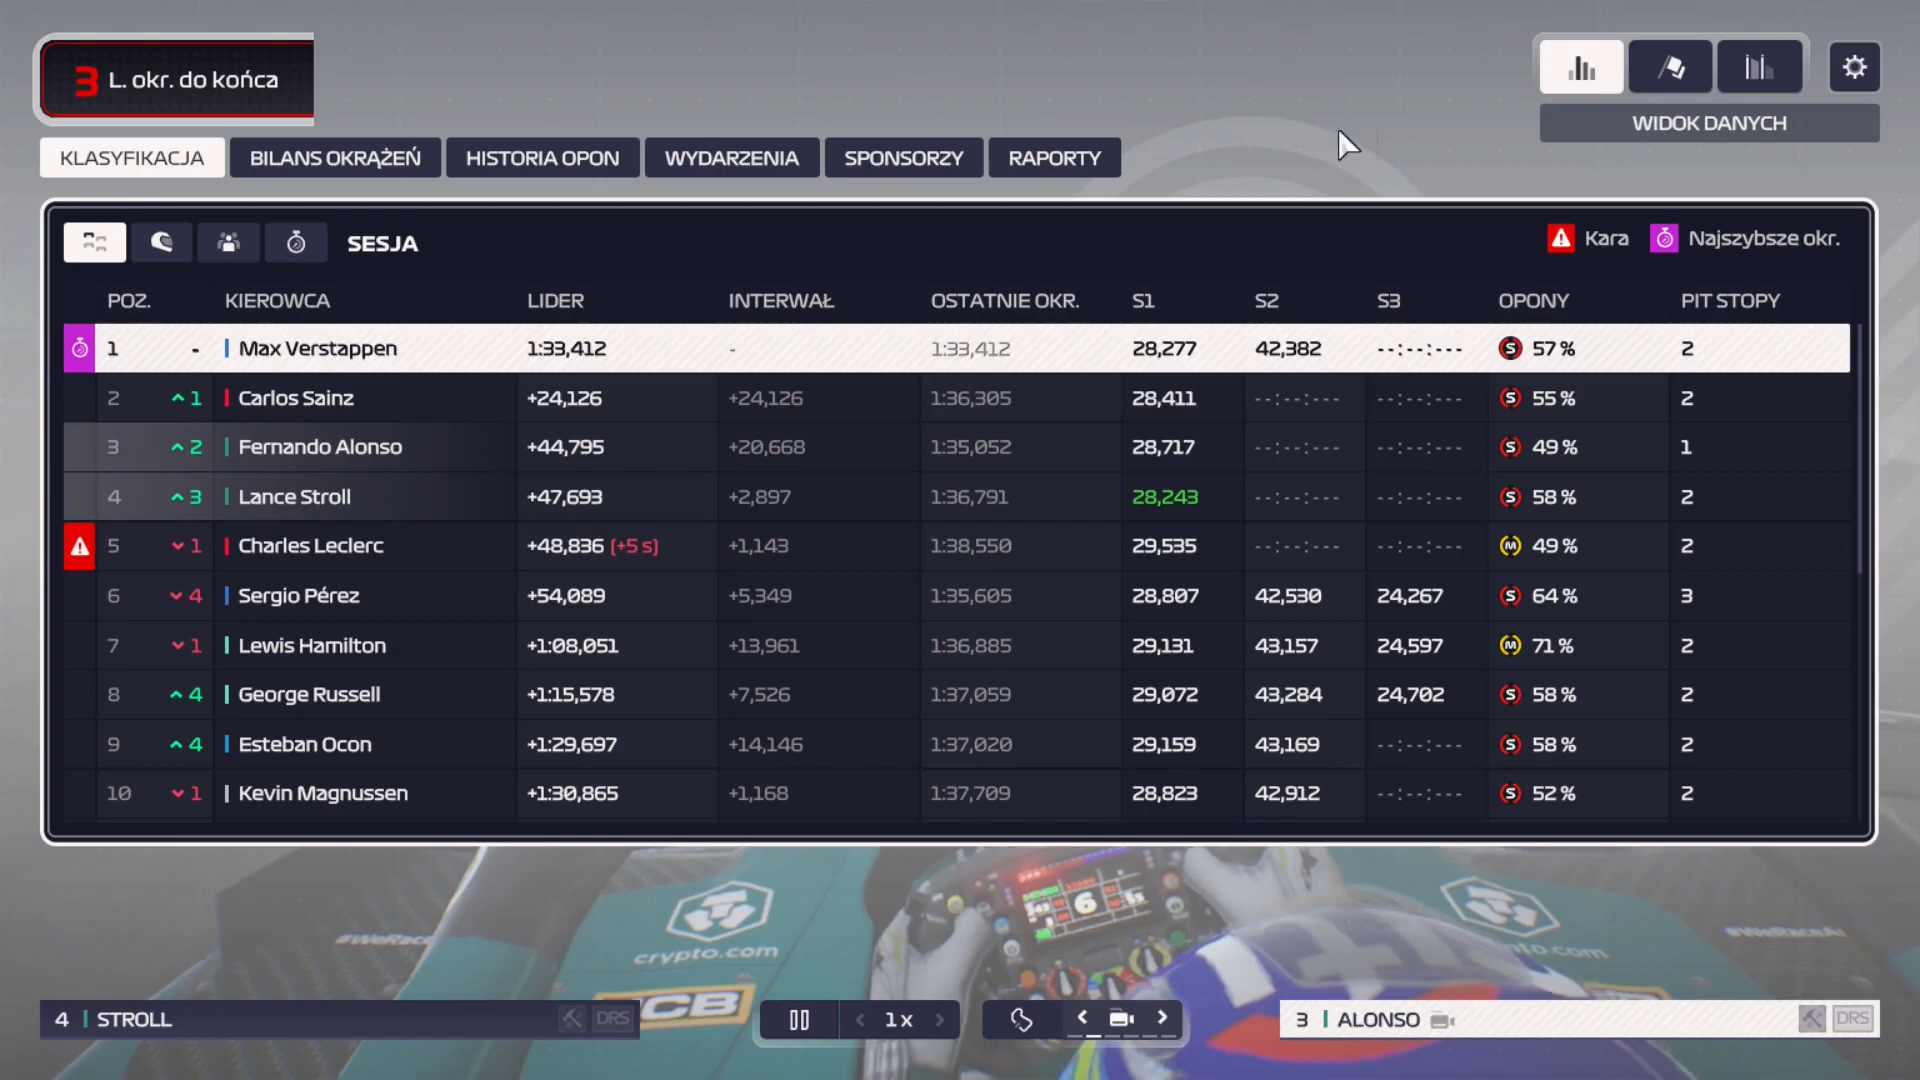 3 L. okr. do końca
WIDOK DANYCH
KLASYFIKACJA BILANS OKRĄŻEŃ HISTORIA OPON WYDARZENIA SPONSORZY RAPORTY
SESJA Kara Najszybsze okr.
POZ. KIEROWCA LIDER INTERWAŁ OSTATNIE OKR. S1 S2 S3 OPONY PIT STOPY
1 - Max Verstappen 1:33,412 - 1:33,412 28,277 42,382 --:--:--- S 57 % 2
2 1 Carlos Sainz +24,126 +24,126 1:36,305 28,411 --:--:--- --:--:--- S 55 % 2
3 2 Fernando Alonso +44,795 +20,668 1:35,052 28,717 --:--:--- --:--:--- S 49 % 1
4 3 Lance Stroll +47,693 +2,897 1:36,791 28,243 --:--:--- --:--:--- S 58 % 2
5 1 Charles Leclerc +48,836 (+5 s) +1,143 1:38,550 29,535 --:--:--- --:--:--- M 49 % 2
6 4 Sergio Pérez +54,089 +5,349 1:35,605 28,807 42,530 24,267 S 64 % 3
7 1 Lewis Hamilton +1:08,051 +13,961 1:36,885 29,131 43,157 24,597 M 71 % 2
8 4 George Russell +1:15,578 +7,526 1:37,059 29,072 43,284 24,702 S 58 % 2
9 4 Esteban Ocon +1:29,697 +14,146 1:37,020 29,159 43,169 --:--:--- S 58 % 2
10 1 Kevin Magnussen +1:30,865 +1,168 1:37,709 28,823 42,912 --:--:--- S 52 % 2
6
crypto.com
JCB
4 STROLL DRS
1x
3 ALONSO DRS